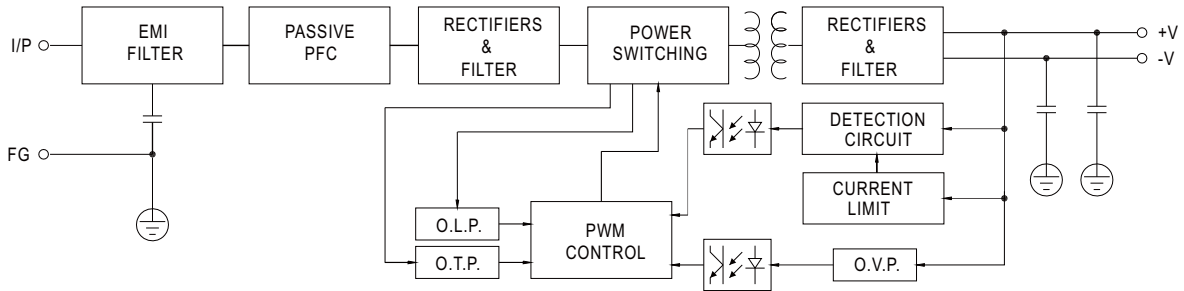 I/P
EMI
FILTER
PASSIVE
PFC
RECTIFIERS
&
FILTER
POWER
SWITCHING
RECTIFIERS
&
FILTER
+V
-V
FG
DETECTION
CIRCUIT
CURRENT
LIMIT
O.L.P.
O.T.P.
PWM
CONTROL
O.V.P.